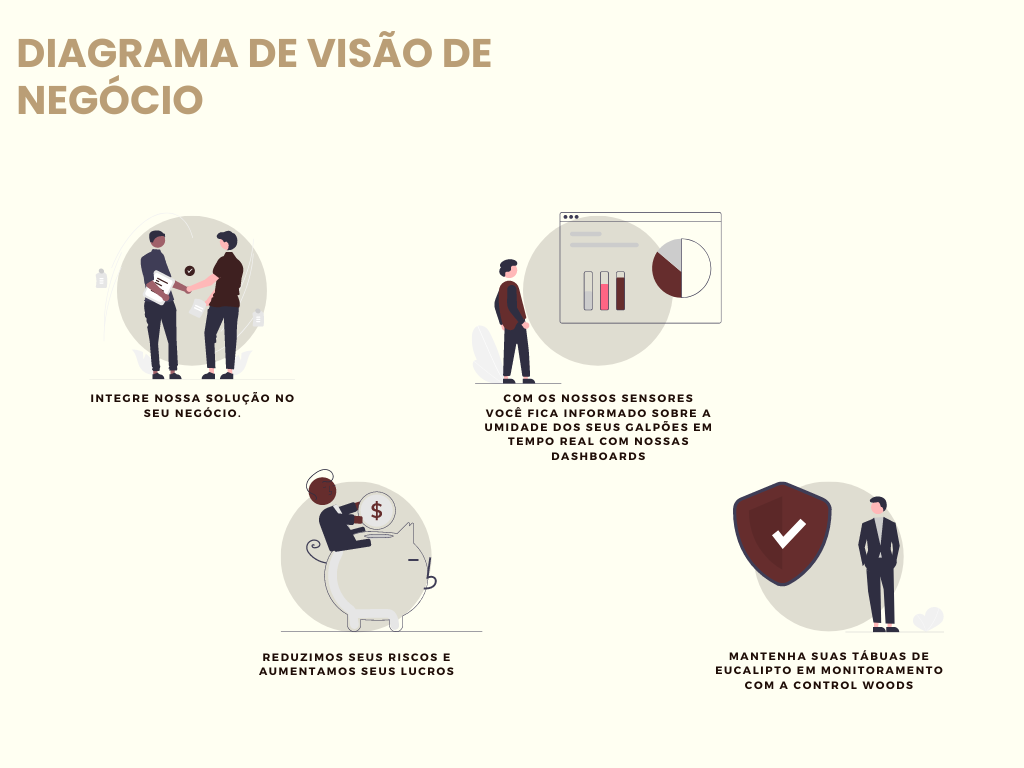 DIAGRAMA DE VISÃO DE
NEGÓCIO
INTEGRE NOSSA SOLUÇÃO NO
SEU NEGÓCIO.
COM OS NOSSOS SENSORES
VOCÊ FICA INFORMADO SOBRE A
UMIDADE DOS SEUS GALPÕES EM
TEMPO REAL COM NOSSAS
DASHBOARDS
$
REDUZIMOS SEUS RISCOS E
AUMENTAMOS SEUS LUCROS
MANTENHA SUAS TÁBUAS DE
EUCALIPTO EM MONITORAMENTO
COM A CONTROL WOODS